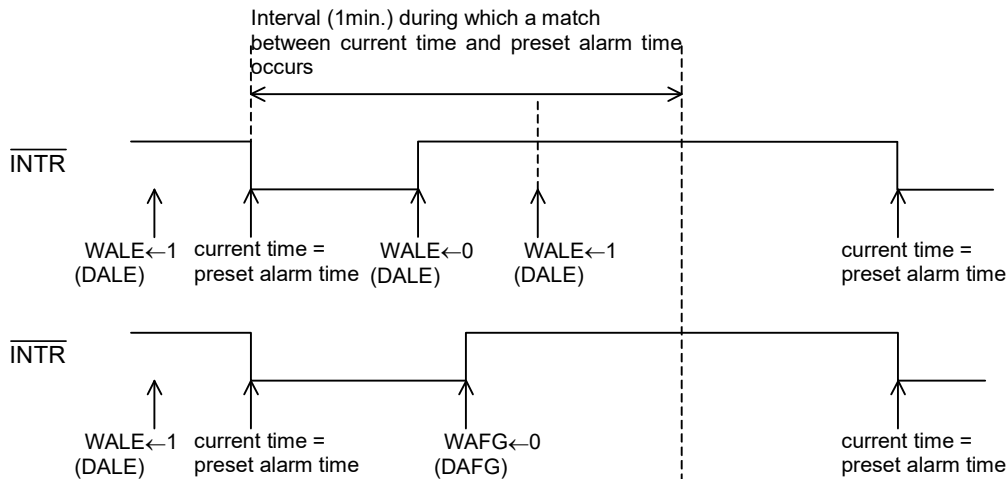 Interval (1min.) during which a match
between current time and preset alarm time
occurs
INTR
WALE←1
(DALE)
current time =
preset alarm time
WALE←0
(DALE)
WALE←1
(DALE)
current time =
preset alarm time
INTR
WALE←1
(DALE)
current time =
preset alarm time
WAFG←0
(DAFG)
current time =
preset alarm time